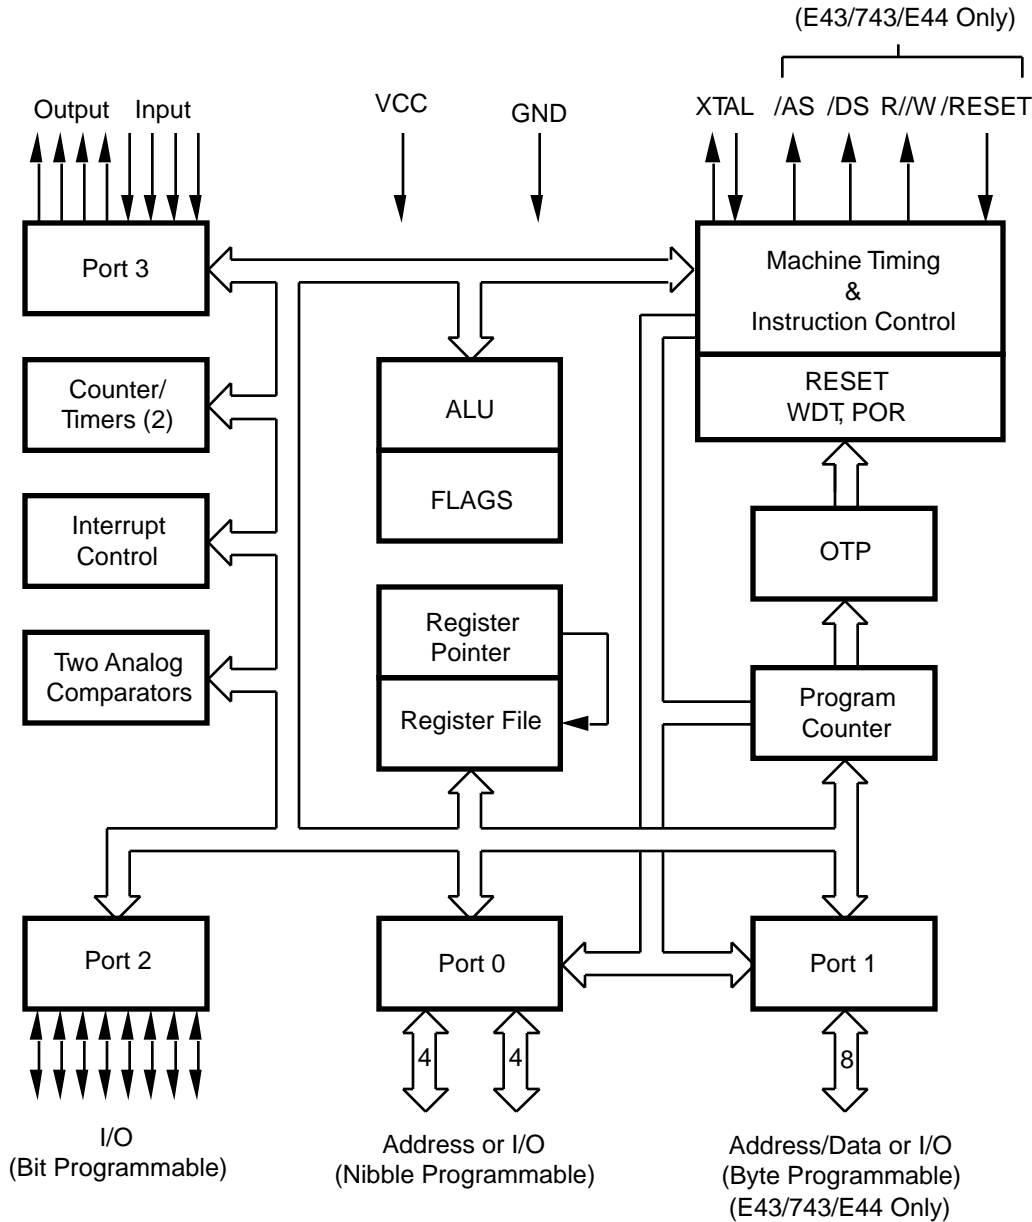 (E43/743/E44 Only)
Output Input
VCC
GND
XTAL /AS /DS R//W /RESET
Port 3
Machine Timing
&
Instruction Control
RESET
WDT, POR
Counter/
Timers (2)
ALU
FLAGS
Interrupt
Control
OTP
Register
Pointer
Register File
Two Analog
Comparators
Program
Counter
Port 2
Port 0
Port 1
4
4
8
I/O
(Bit Programmable)
Address or I/O
(Nibble Programmable)
Address/Data or I/O
(Byte Programmable)
(E43/743/E44 Only)